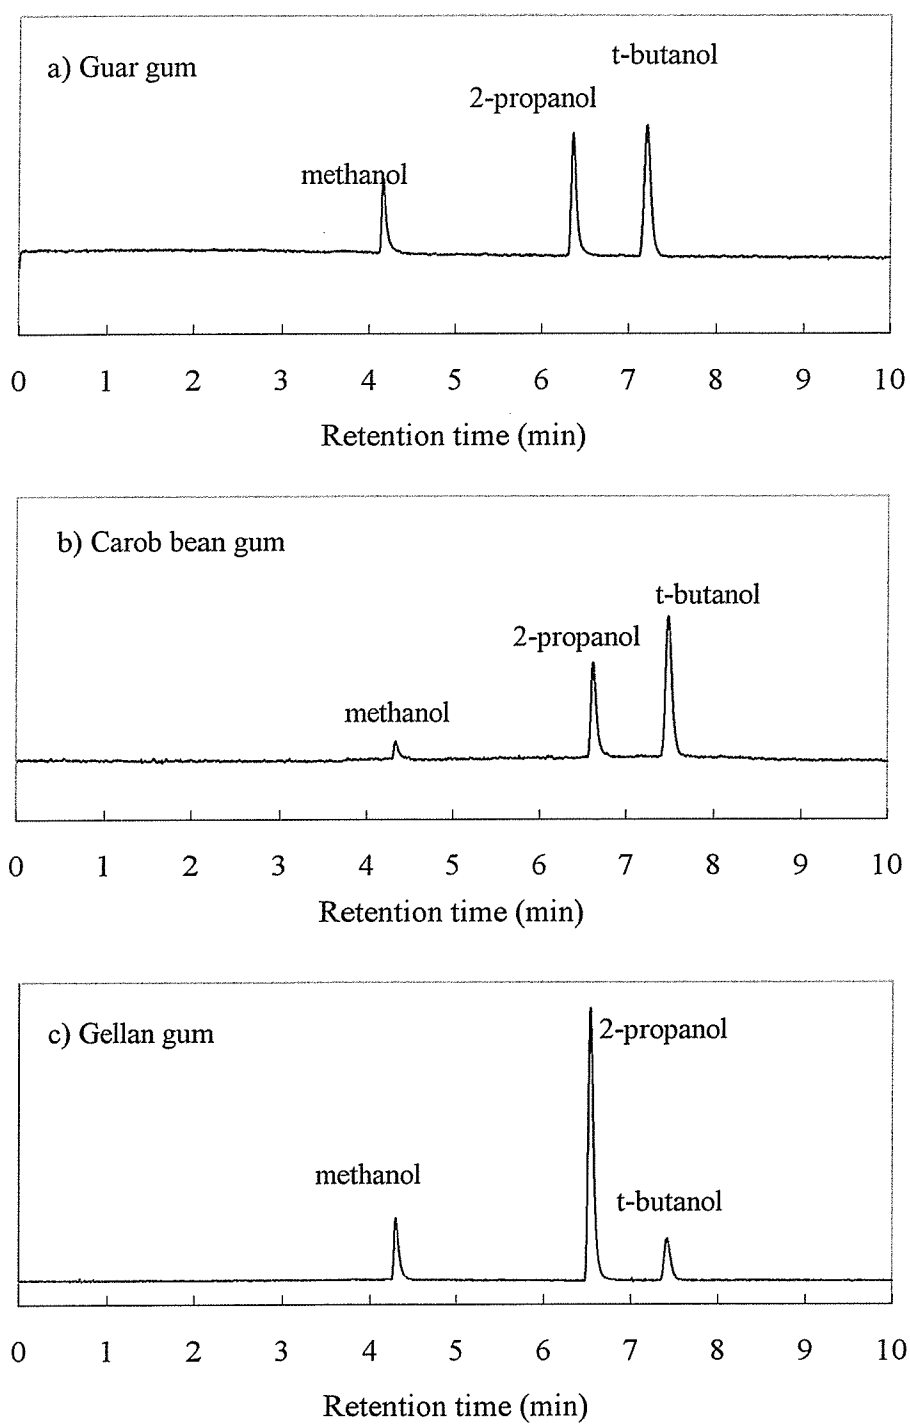 a) Guar gum
t-butanol
2-propanol
methanol
0 1 2 3 4 5 6 7 8 9 10
Retention time (min)
b) Carob bean gum
t-butanol
2-propanol
methanol
0 1 2 3 4 5 6 7 8 9 10
Retention time (min)
c) Gellan gum
2-propanol
methanol
t-butanol
0 1 2 3 4 5 6 7 8 9 10
Retention time (min)